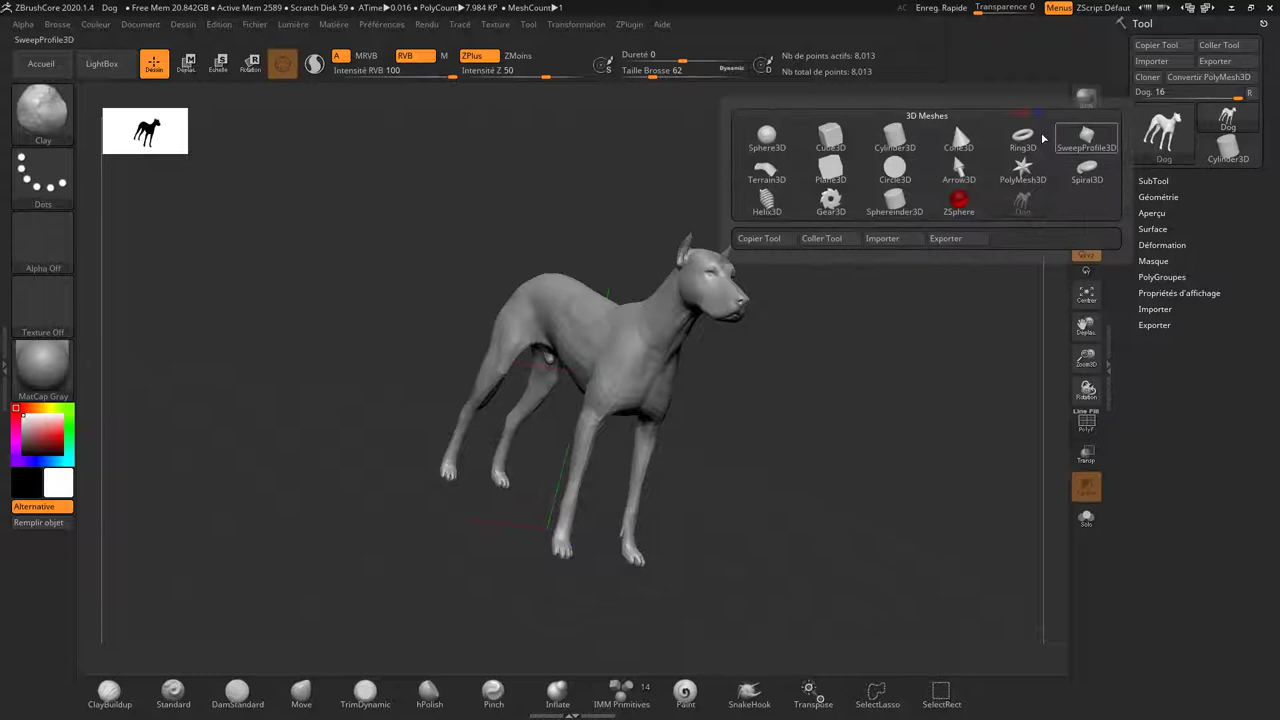 ZBrushCore 2020.1.4 Dog • Free Mem 20.842GB • Active Mem 2589 • Scratch Disk 59 • ATime▶0.016 • PolyCount▶7.984 KP • MeshCount▶1 AC Enreg. Rapide Transparence 0 Menus ZScript Défaut
Alpha Brosse Couleur Document Dessin Edition Fichier Lumière Matière Préférences Rendu Tracé Texture Tool Transformation ZPlugin Aide
Tool
SweepProfile3D
Accueil LightBox Dessin Déplac. Echelle Rotation
A MRVB RVB M ZPlus ZMoins
Intensité RVB 100 Intensité Z 50
Dureté 0
Taille Brosse 62 Dynamic
Nb de points actifs: 8,013
Nb total de points: 8,013
Copier Tool Coller Tool
Importer Exporter
Cloner Convertir PolyMesh3D
Dog. 16 R
Dog
Dog Cylinder3D
3D Meshes
Sphere3D Cube3D Cylinder3D Cone3D Ring3D SweepProfile3D
Terrain3D Plane3D Circle3D Arrow3D PolyMesh3D Spiral3D
Helix3D Gear3D Sphereinder3D ZSphere Dog
Copier Tool Coller Tool Importer Exporter
SubTool
Géométrie
Aperçu
Surface
Déformation
Masque
PolyGroupes
Propriétés d'affichage
Importer
Exporter
Clay
Dots
Alpha Off
Texture Off
MatCap Gray
Alternative
Remplir objet
Centrer
Déplac.
Zoom3D
Rotation
Line Fill
PolyF
Transp
Solo
ClayBuildup Standard DamStandard Move TrimDynamic hPolish Pinch Inflate IMM Primitives 14 Paint SnakeHook Transpose SelectLasso SelectRect